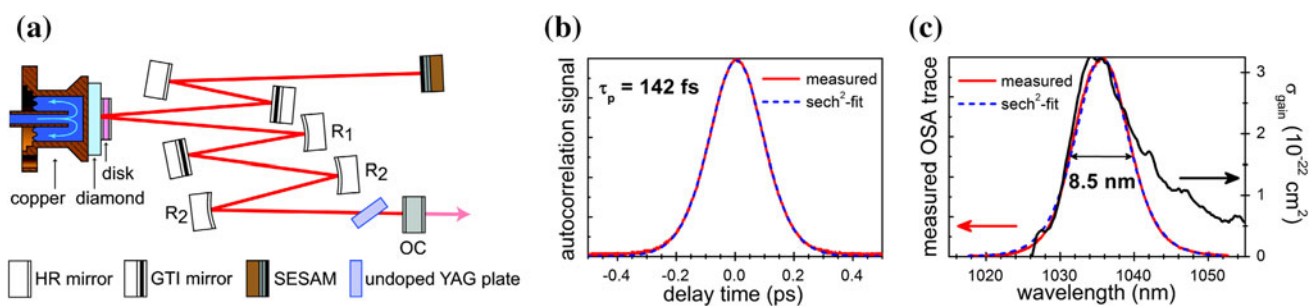 (a)
R1
R2
R2
disk
copper
diamond
OC
HR mirror
GTI mirror
SESAM
undoped YAG plate
(b)
autocorrelation signal
τp = 142 fs
measured
sech²-fit
-0.4 -0.2 0.0 0.2 0.4
delay time (ps)
(c)
measured OSA trace
measured
sech²-fit
8.5 nm
3
2
1
0
σgain (10⁻²² cm²)
1020 1030 1040 1050
wavelength (nm)